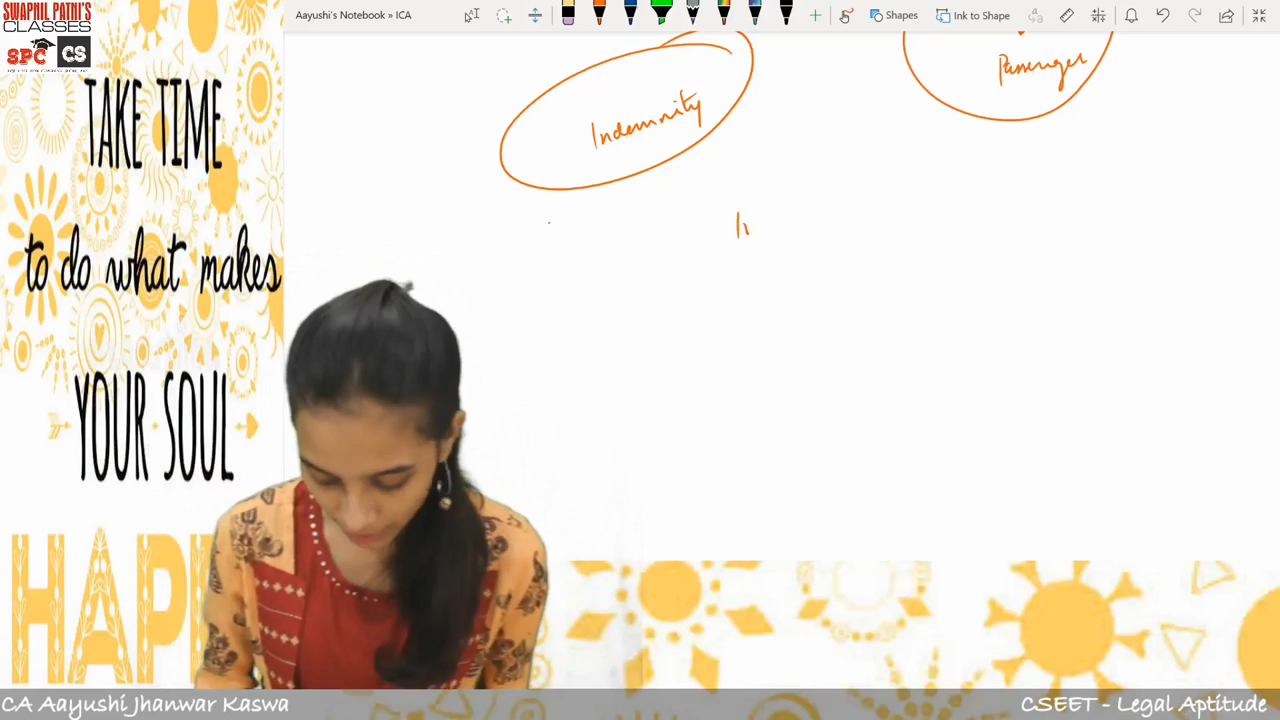 SWAPNIL PATNI'S
CLASSES
SPC CS
Aayushi's Notebook » ICA
Shapes
Ink to Shape
Passenger
Indemnity
TAKE TIME
to do what makes
YOUR SOUL
HAPP
CA Aayushi Jhanwar Kaswa
CSEET - Legal Aptitude